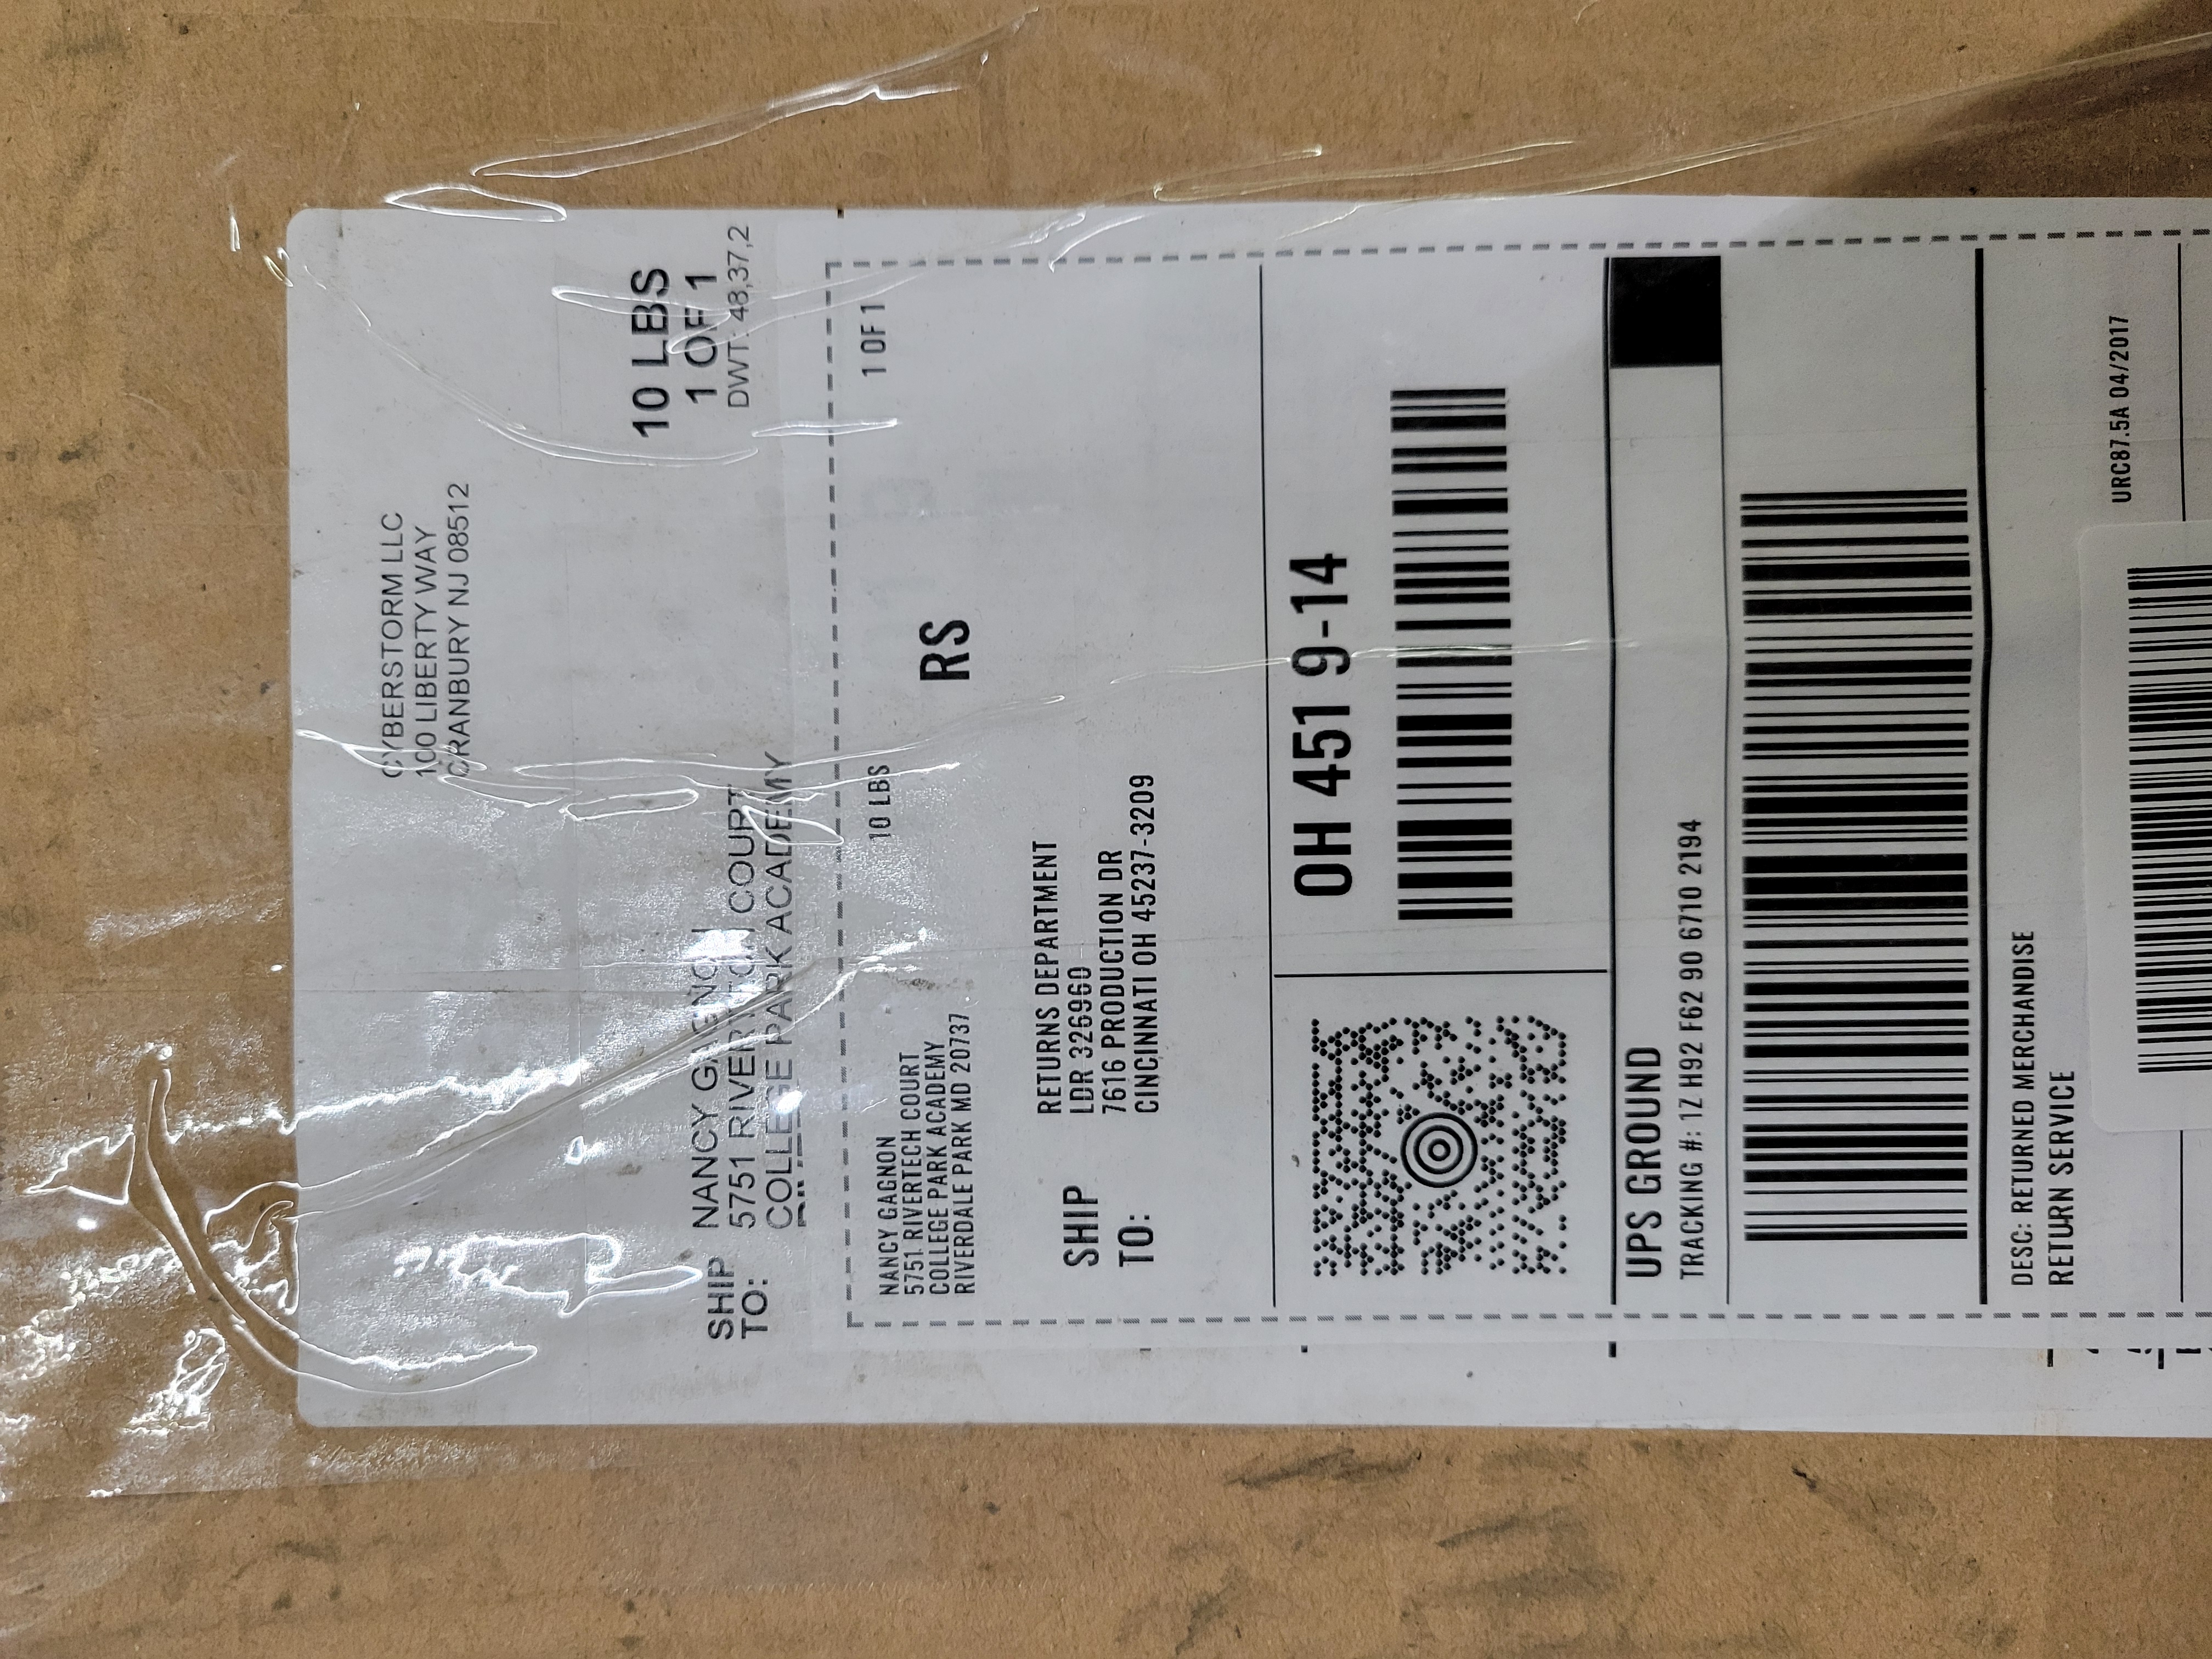 CYBERSTORM LLC
100 LIBERTY WAY
CRANBURY NJ 08512
10 LBS
1 OF 1
DWT: 48,37,2
SHIP
TO:
NANCY GAGNON
5751 RIVERTECH COURT
COLLEGE PARK ACADEMY
NANCY GAGNON
5751 RIVERTECH COURT
COLLEGE PARK ACADEMY
RIVERDALE PARK MD 20737
10 LBS
1 OF 1
RS
SHIP
TO:
RETURNS DEPARTMENT
LDR 326960
7616 PRODUCTION DR
CINCINNATI OH 45237-3209
OH 451 9-14
UPS GROUND
TRACKING #: 1Z H92 F62 90 6710 2194
DESC: RETURNED MERCHANDISE
RETURN SERVICE
URC87.5A 04/2017